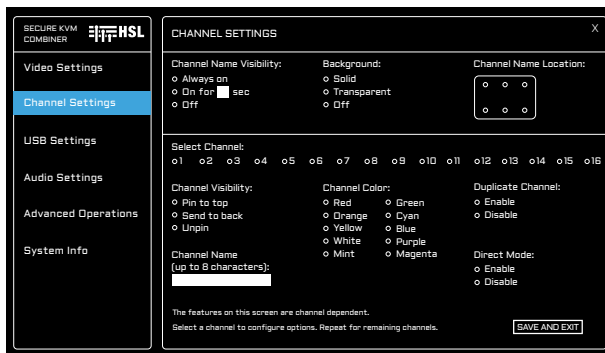 SECURE KVM
COMBINER
HSL
Video Settings
Channel Settings
USB Settings
Audio Settings
Advanced Operations
System Info
CHANNEL SETTINGS
X
Channel Name Visibility:
Always on
On for sec
Off
Background:
Solid
Transparent
Off
Channel Name Location:
Select Channel:
1 2 3 4 5 6 7 8 9 10 11 12 13 14 15 16
Channel Visibility:
Pin to top
Send to back
Unpin
Channel Name
(up to 8 characters):
Channel Color:
Red
Orange
Yellow
White
Mint
Green
Cyan
Blue
Purple
Magenta
Duplicate Channel:
Enable
Disable
Direct Mode:
Enable
Disable
The features on this screen are channel dependent.
Select a channel to configure options. Repeat for remaining channels.
SAVE AND EXIT